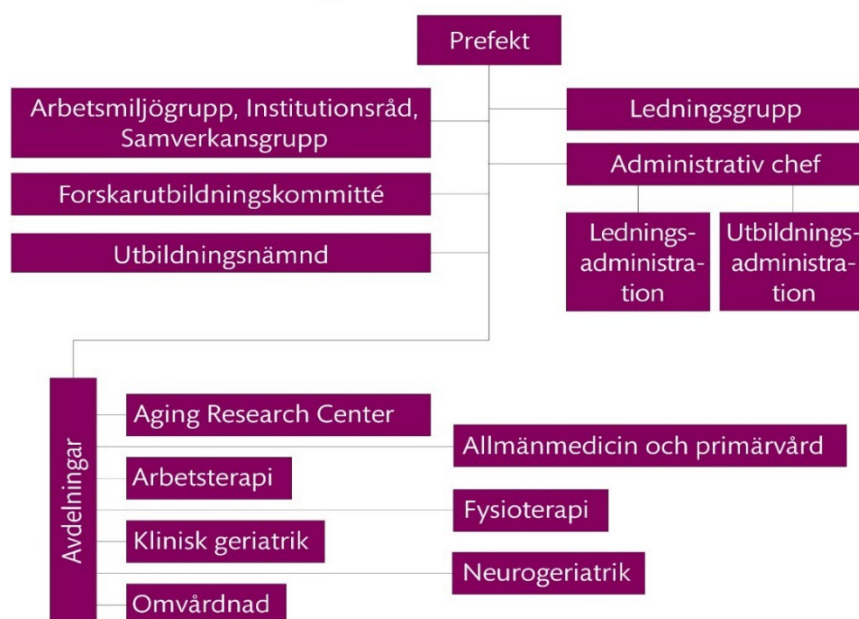 Prefekt
Arbetsmiljögrupp, Institutionsråd,
Samverkansgrupp
Ledningsgrupp
Administrativ chef
Forskarutbildningskommitté
Utbildningsnämnd
Lednings-
administra-
tion
Utbildnings-
administra-
tion
Avdelningar
Aging Research Center
Allmänmedicin och primärvård
Arbetsterapi
Fysioterapi
Klinisk geriatrik
Neurogeriatrik
Omvårdnad